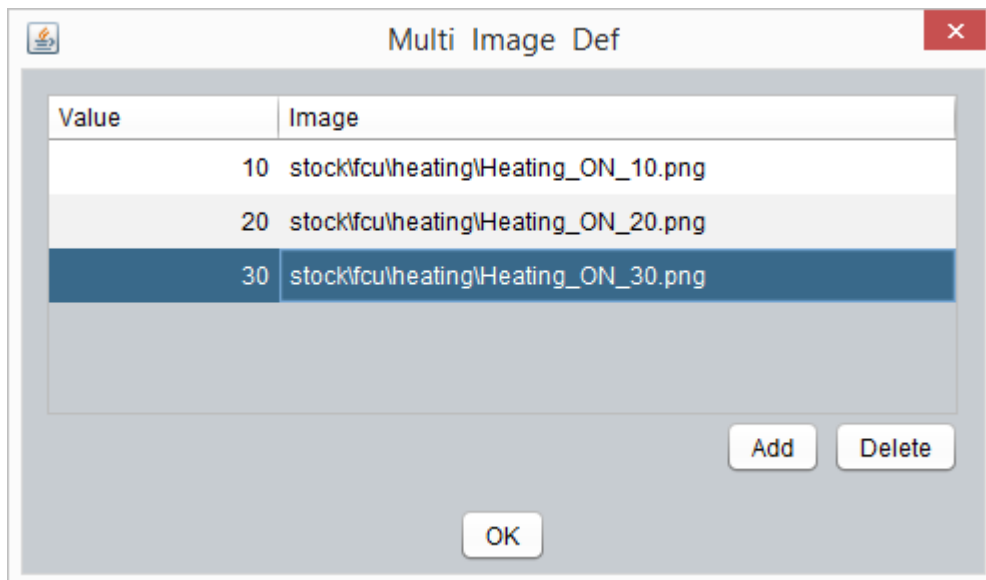 Multi Image Def
Value Image
10 stock\fcu\heating\Heating_ON_10.png
20 stock\fcu\heating\Heating_ON_20.png
30 stock\fcu\heating\Heating_ON_30.png
Add Delete
OK